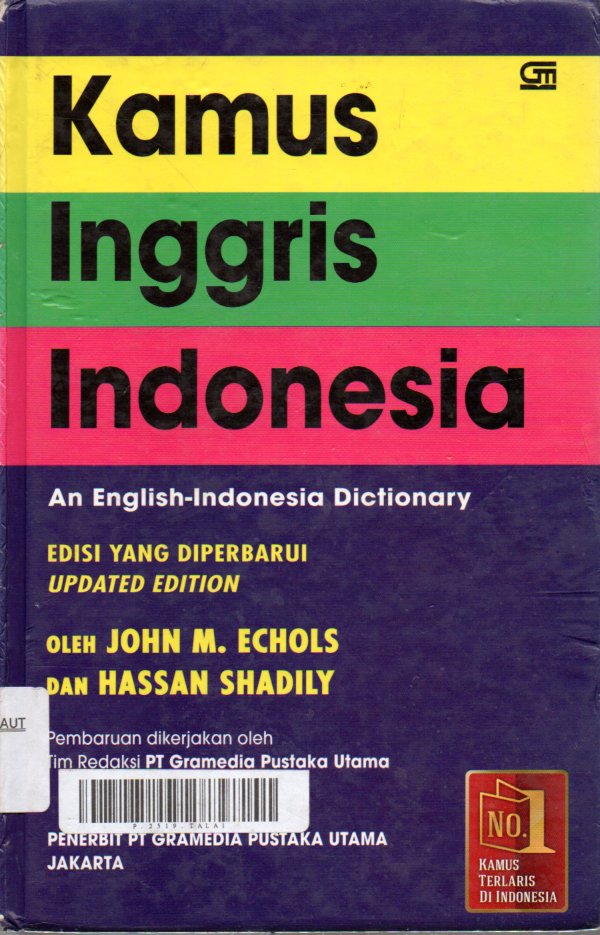 GM
Kamus
Inggris
Indonesia
An English-Indonesia Dictionary
EDISI YANG DIPERBARUI
UPDATED EDITION
OLEH JOHN M. ECHOLS
DAN HASSAN SHADILY
AUT
Pembaruan dikerjakan oleh
Tim Redaksi PT Gramedia Pustaka Utama
PENERBIT PT GRAMEDIA PUSTAKA UTAMA
JAKARTA
NO. 1
KAMUS
TERLARIS
DI INDONESIA